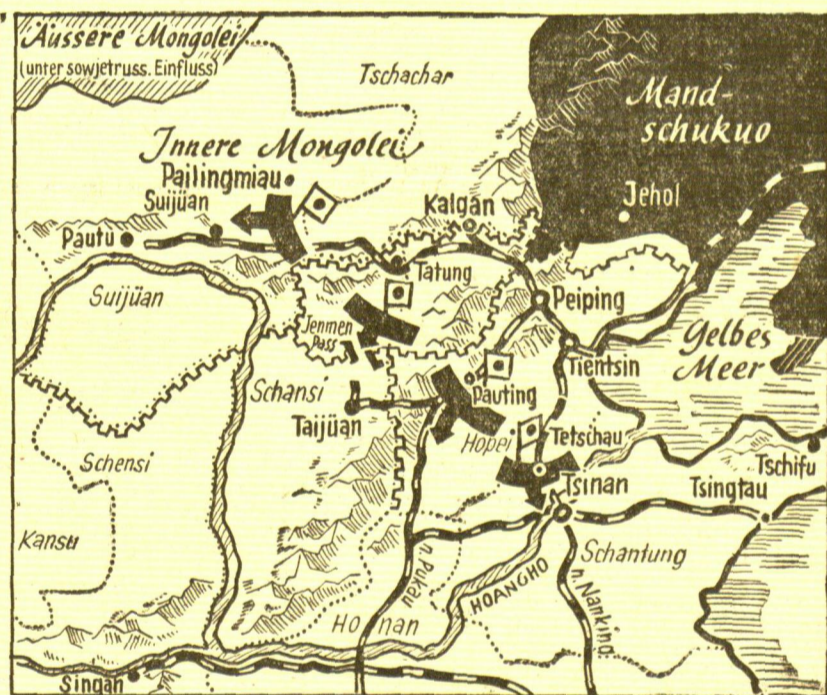 Äussere Mongolei
(unter sowjetruss. Einfluss)
Tschachar
Mand-
schukuo
Innere Mongolei
Pailingmiau
Suijüan
Kalgan
Jehol
Pautu
Tatung
Suijüan
Peiping
Jenmen
Pass
Gelbes
Meer
Tientsin
Schansi
Pauting
Taijüan
Hopei
Tetschau
Tschifu
Schensi
Tsinan
Tsingtau
Kansu
Schantung
n. Pukau
HOANGHO
Honan
n. Nanking
Singan